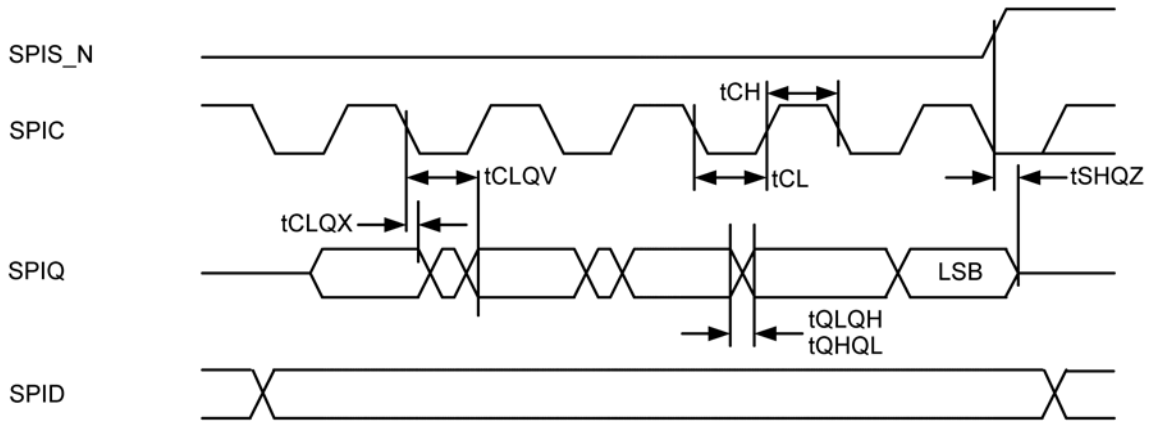 SPIS_N
tCH
SPIC
tCLQV
tCL
tSHQZ
tCLQX
SPIQ
LSB
tQLQH
tQHQL
SPID